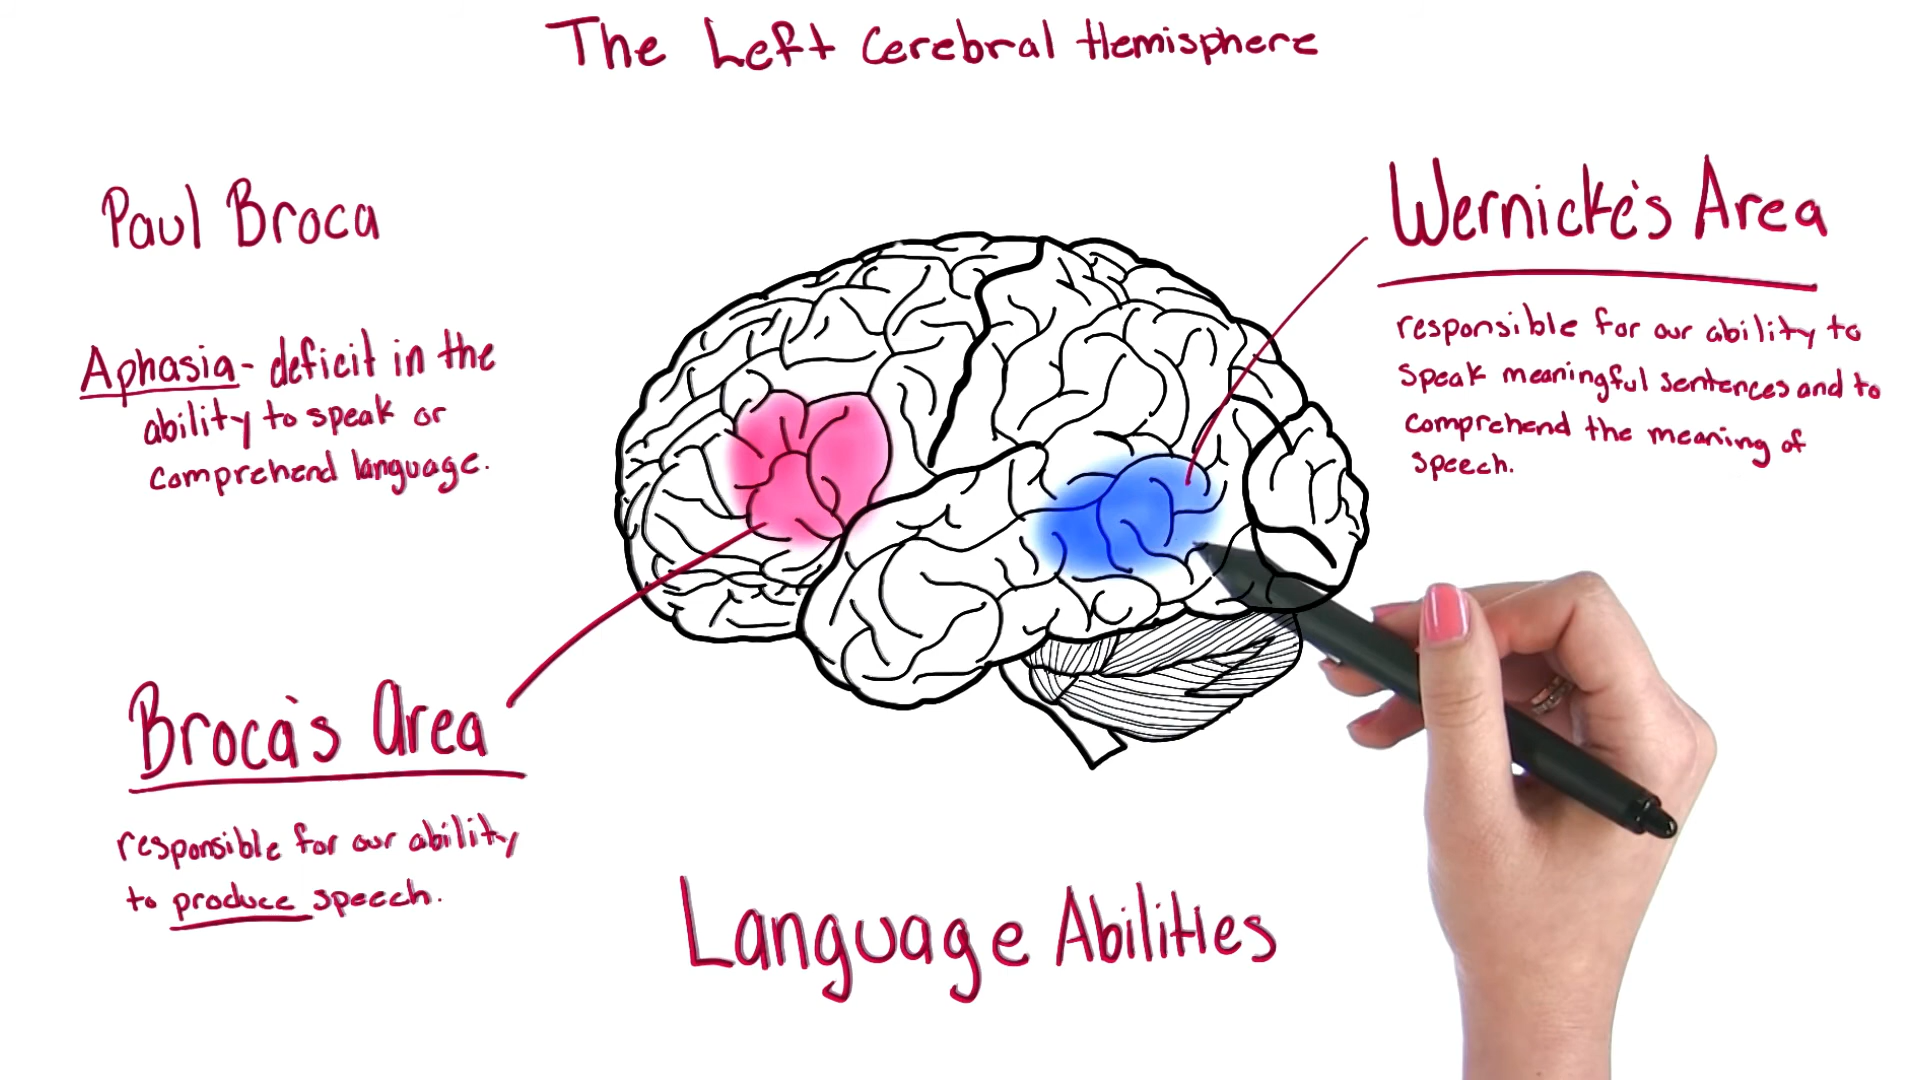 The Left Cerebral Hemisphere
Paul Broca
Aphasia- deficit in the
ability to speak or
comprehend language.
Broca's Area
responsible for our ability
to produce speech.
Wernicke's Area
responsible for our ability to
speak meaningful sentences and to
comprehend the meaning of
speech.
Language Abilities